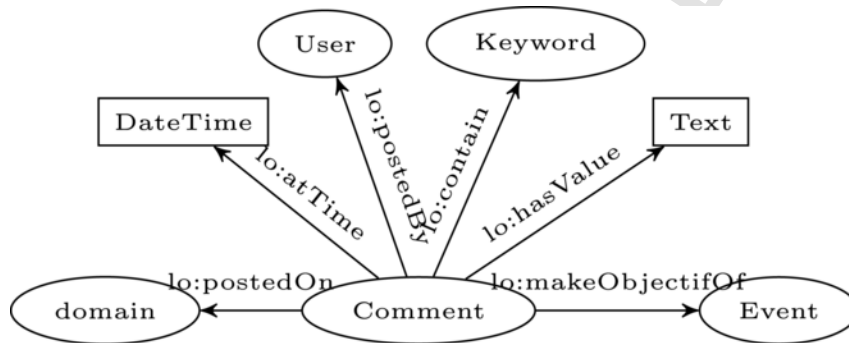 User
Keyword
DateTime
Text
lo:postedBy
lo:contain
lo:atTime
lo:hasValue
lo:postedOn
lo:makeObjectifOf
domain
Comment
Event